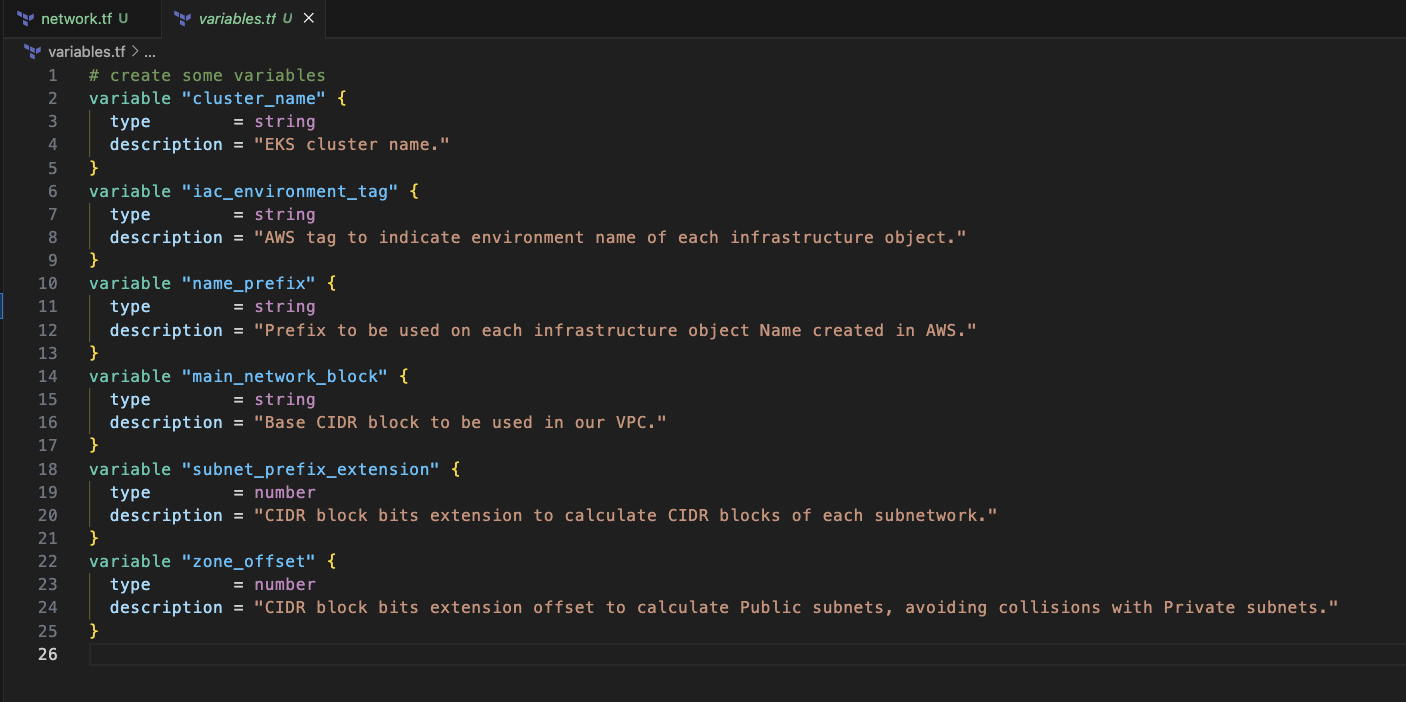 network.tf U
variables.tf U ×
variables.tf > ...
1 # create some variables
2 variable "cluster_name" {
3   type        = string
4   description = "EKS cluster name."
5 }
6 variable "iac_environment_tag" {
7   type        = string
8   description = "AWS tag to indicate environment name of each infrastructure object."
9 }
10 variable "name_prefix" {
11   type        = string
12   description = "Prefix to be used on each infrastructure object Name created in AWS."
13 }
14 variable "main_network_block" {
15   type        = string
16   description = "Base CIDR block to be used in our VPC."
17 }
18 variable "subnet_prefix_extension" {
19   type        = number
20   description = "CIDR block bits extension to calculate CIDR blocks of each subnetwork."
21 }
22 variable "zone_offset" {
23   type        = number
24   description = "CIDR block bits extension offset to calculate Public subnets, avoiding collisions with Private subnets."
25 }
26